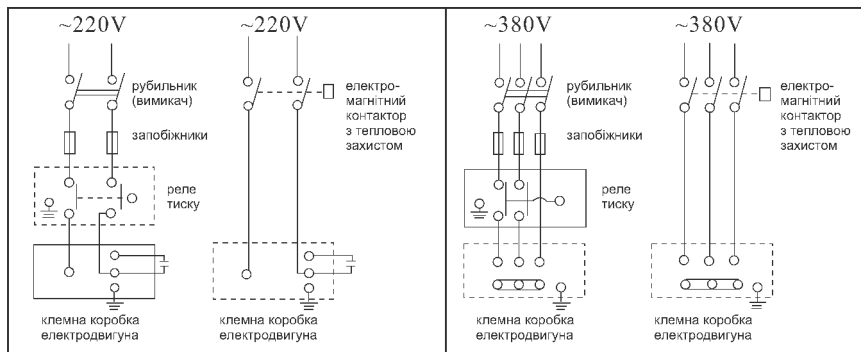 ~220V
~220V
рубильник
(вимикач)
електро-
магнітний
контактор
з тепловою
захистом
запобіжники
реле
тиску
клемна коробка
електродвигуна
клемна коробка
електродвигуна
~380V
~380V
рубильник
(вимикач)
електро-
магнітний
контактор
з тепловою
захистом
запобіжники
реле
тиску
клемна коробка
електродвигуна
клемна коробка
електродвигуна